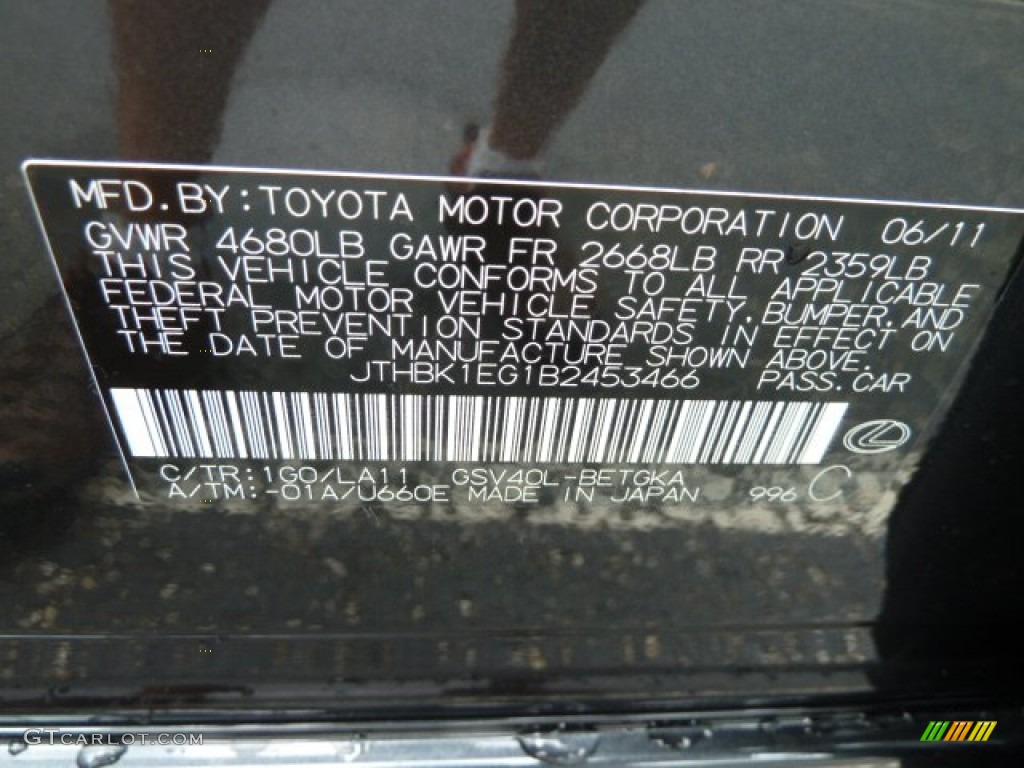 MFD. BY: TOYOTA MOTOR CORPORATION 06/11
GVWR 4680LB GAWR FR 2668LB RR 2359LB
THIS VEHICLE CONFORMS TO ALL APPLICABLE
FEDERAL MOTOR VEHICLE SAFETY, BUMPER, AND
THEFT PREVENTION STANDARDS IN EFFECT ON
THE DATE OF MANUFACTURE SHOWN ABOVE.
JTHBK1EG1B2453466 PASS. CAR
C/TR: 1G0/LA11 GSV40L-BETGKA
A/TM: -01A/U660E MADE IN JAPAN 996 C
GTCARLOT.COM